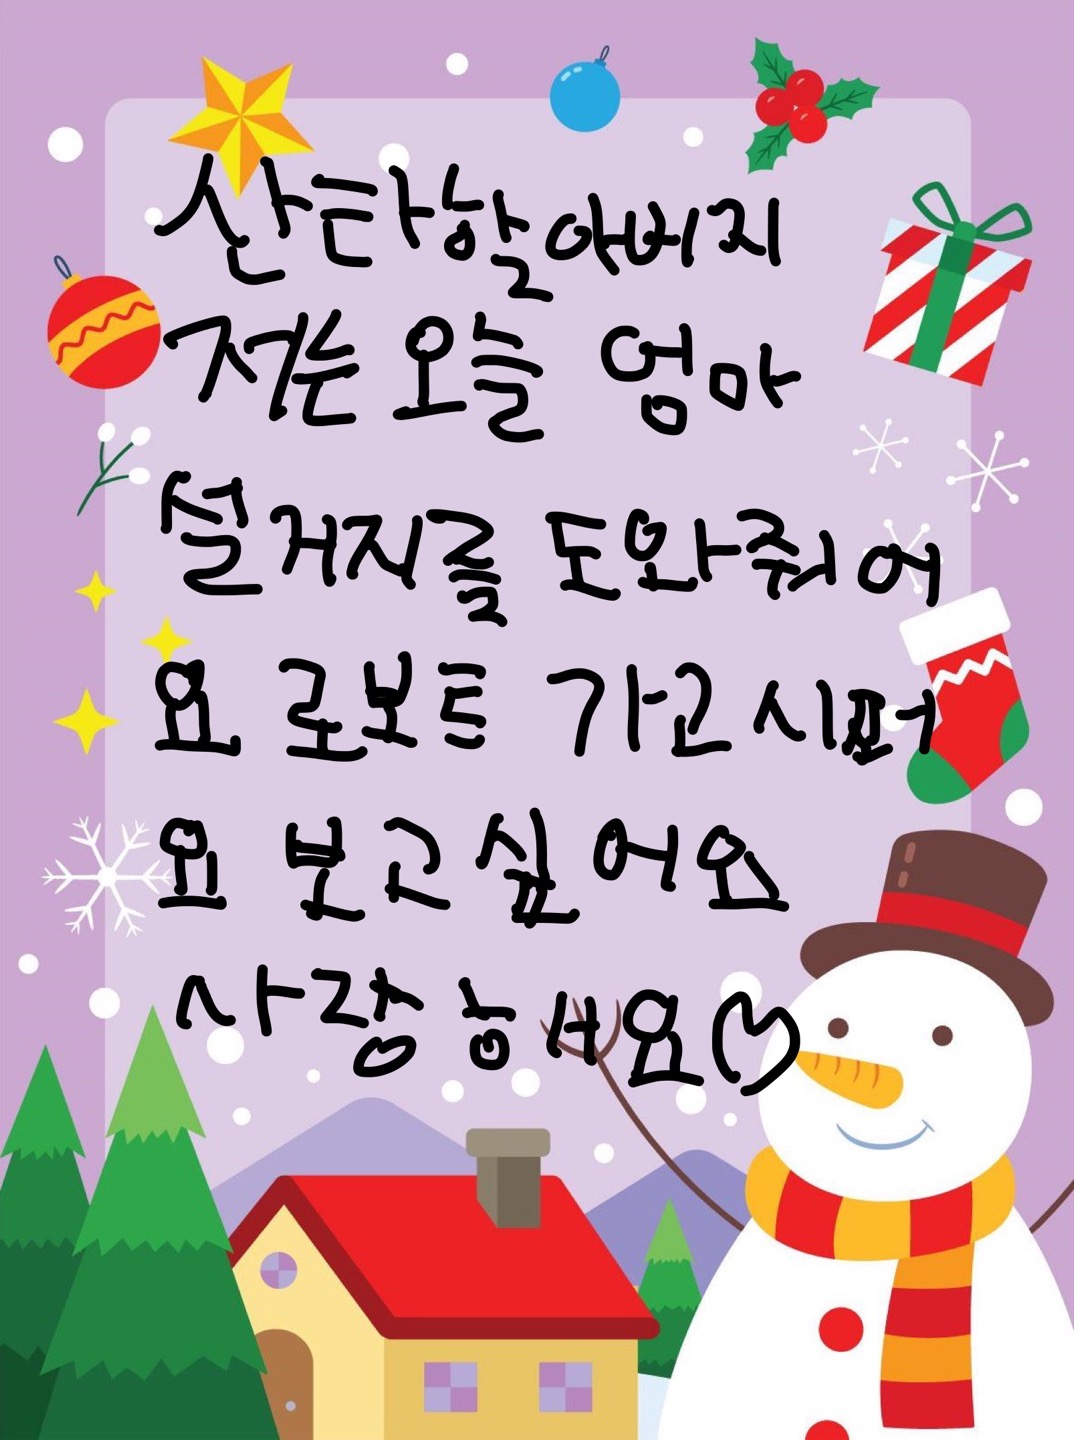 산타할아버지
저는 오늘 엄마
설거지를 도와줘어
요 로보트 가고시퍼
요 보고싶어요
사랑해요♡